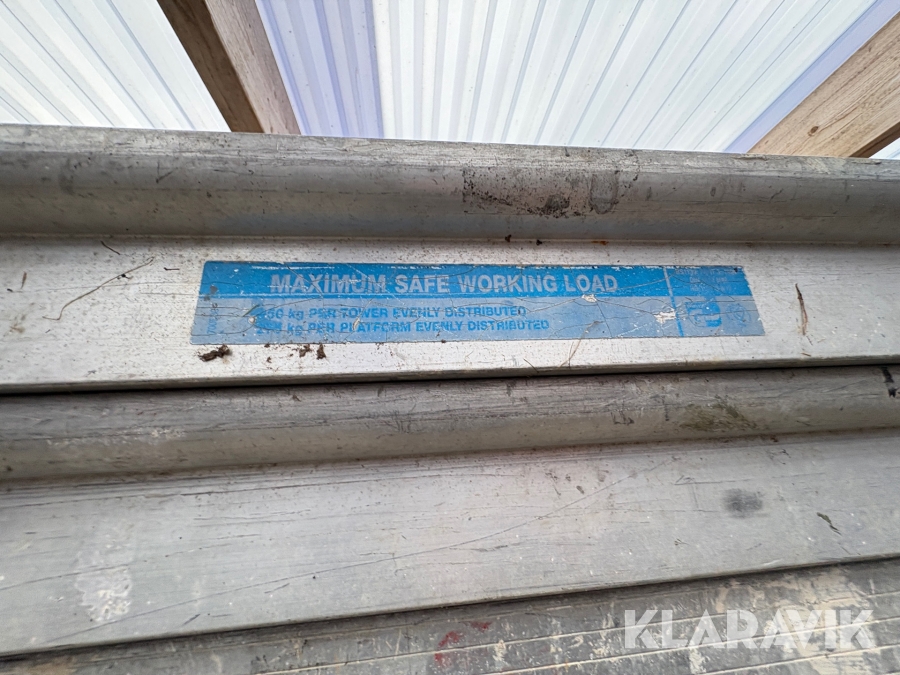 MAXIMUM SAFE WORKING LOAD
kg PER TOWER EVENLY DISTRIBUTED
kg PER PLATFORM EVENLY DISTRIBUTED
KLARAVIK